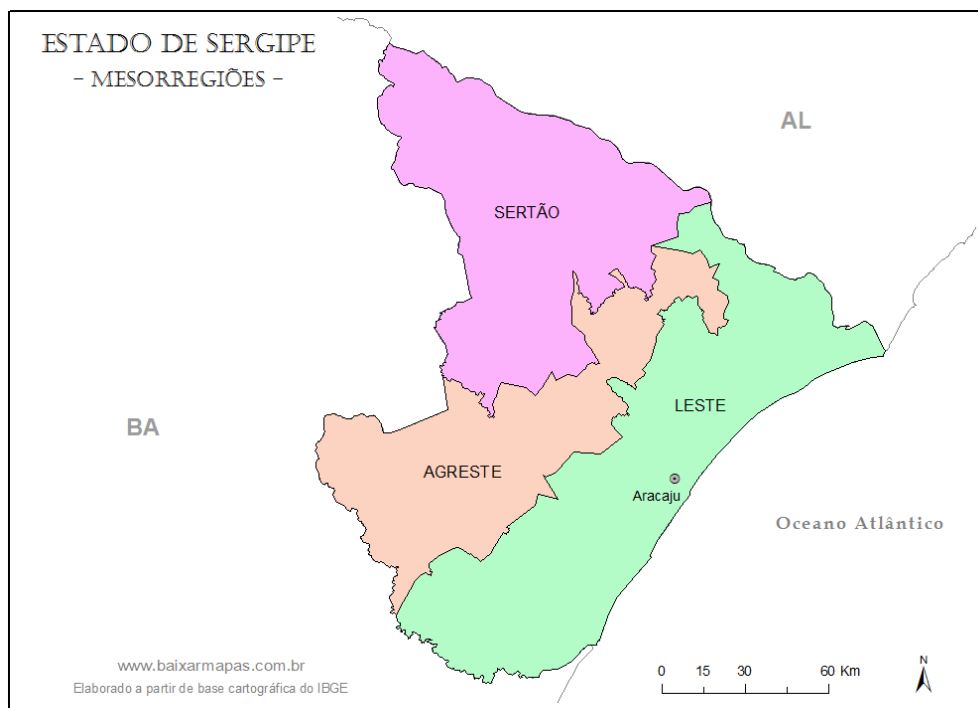 ESTADO DE SERGIPE
- MESORREGIÕES -
AL
SERTÃO
LESTE
BA
AGRESTE
Aracaju
Oceano Atlântico
www.baixarmapas.com.br
Elaborado a partir de base cartográfica do IBGE
0 15 30 60 Km
N